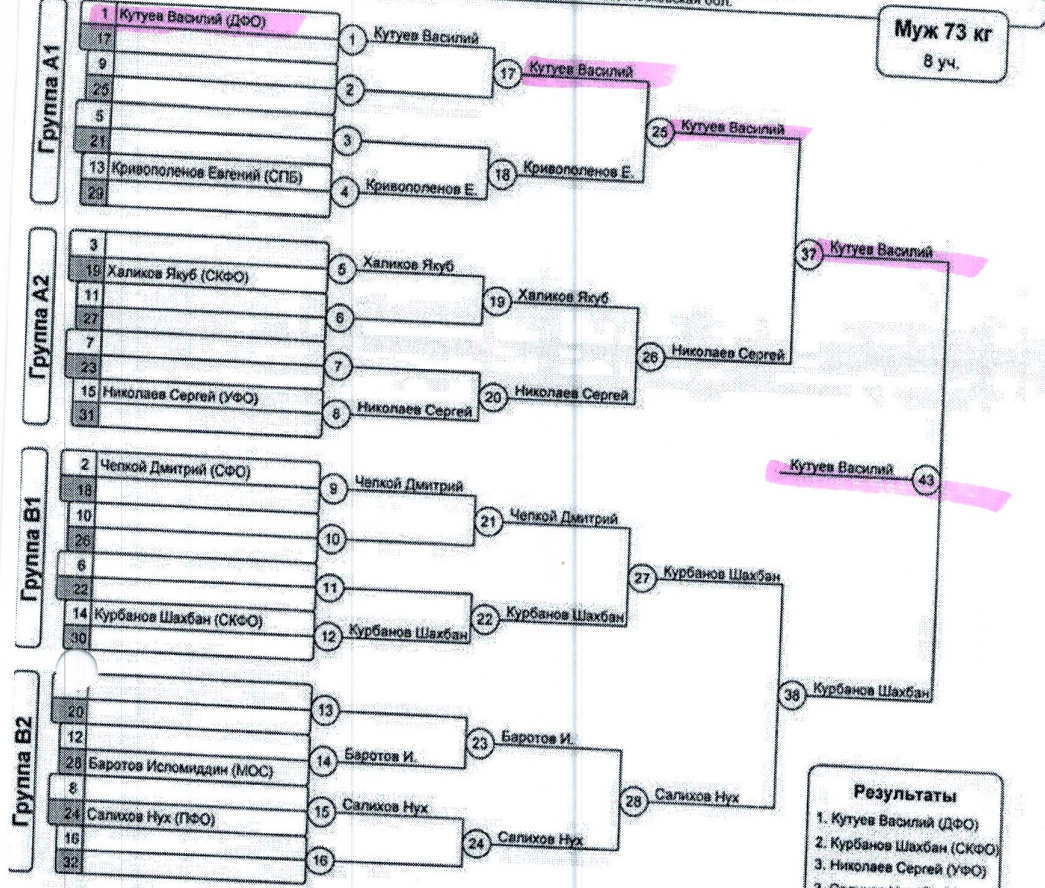 Муж 73 кг
8 уч.
Группа А1
1 Кутуев Василий (ДФО)
17
9
25
5
21
13 Кривополенов Евгений (СПБ)
29
1 Кутуев Василий
2
3
4 Кривополенов Е.
17 Кутуев Василий
18 Кривополенов Е.
25 Кутуев Василий
Группа А2
3
19 Халиков Якуб (СКФО)
11
27
7
23
15 Николаев Сергей (УФО)
31
5 Халиков Якуб
6
7
8 Николаев Сергей
19 Халиков Якуб
20 Николаев Сергей
26 Николаев Сергей
37 Кутуев Василий
Группа В1
2 Чепкой Дмитрий (СФО)
18
10
26
6
22
14 Курбанов Шахбан (СКФО)
30
9 Чепкой Дмитрий
10
11
12 Курбанов Шахбан
21 Чепкой Дмитрий
22 Курбанов Шахбан
27 Курбанов Шахбан
Кутуев Василий 43
Группа В2
20
12
28 Баротов Исломиддин (МОС)
8
24 Салихов Нух (ПФО)
16
32
13
14 Баротов И.
15 Салихов Нух
16
23 Баротов И.
24 Салихов Нух
28 Салихов Нух
38 Курбанов Шахбан
Результаты
1. Кутуев Василий (ДФО)
2. Курбанов Шахбан (СКФО)
3. Николаев Сергей (УФО)